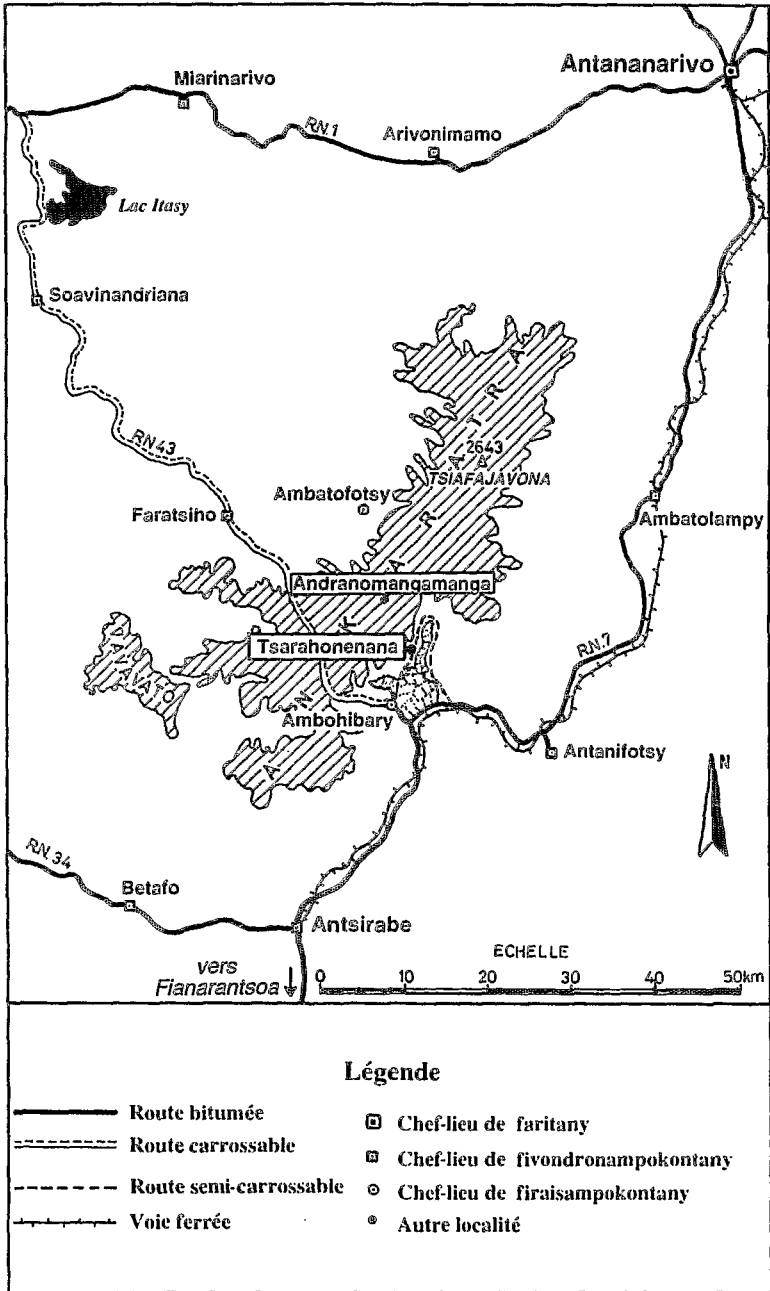 Antananarivo
Miarinarivo
RN.1
Arivonimamo
Lac Itasy
Soavinandriana
RN 43
ANKARATRA
2643
TSIAFAJAVONA
Ambatofotsy
Faratsiho
Ambatolampy
Andranomangamanga
Tsarahonenana
RN.7
Ambohibary
Antanifotsy
N
RN.34
Betafo
Antsirabe
vers
Fianarantsoa
ECHELLE
0 10 20 30 40 50km
Légende
Route bitumée
Route carrossable
Route semi-carrossable
Voie ferrée
Chef-lieu de faritany
Chef-lieu de fivondronampokontany
Chef-lieu de firaisampokontany
Autre localité